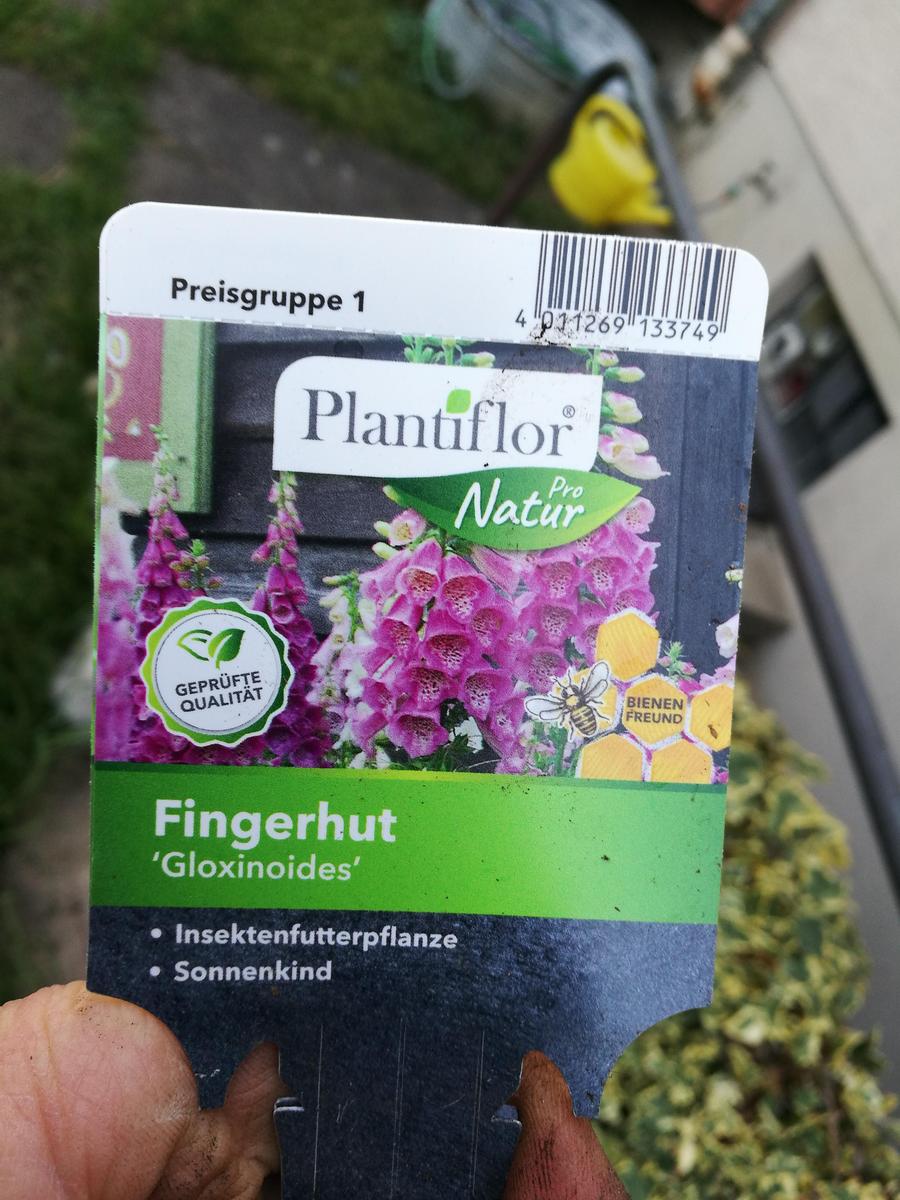 Preisgruppe 1
4 011269 133749
Plantiflor®
Pro
Natur
GEPRÜFTE
QUALITÄT
BIENEN
FREUND
Fingerhut
'Gloxinoides'
• Insektenfutterpflanze
• Sonnenkind